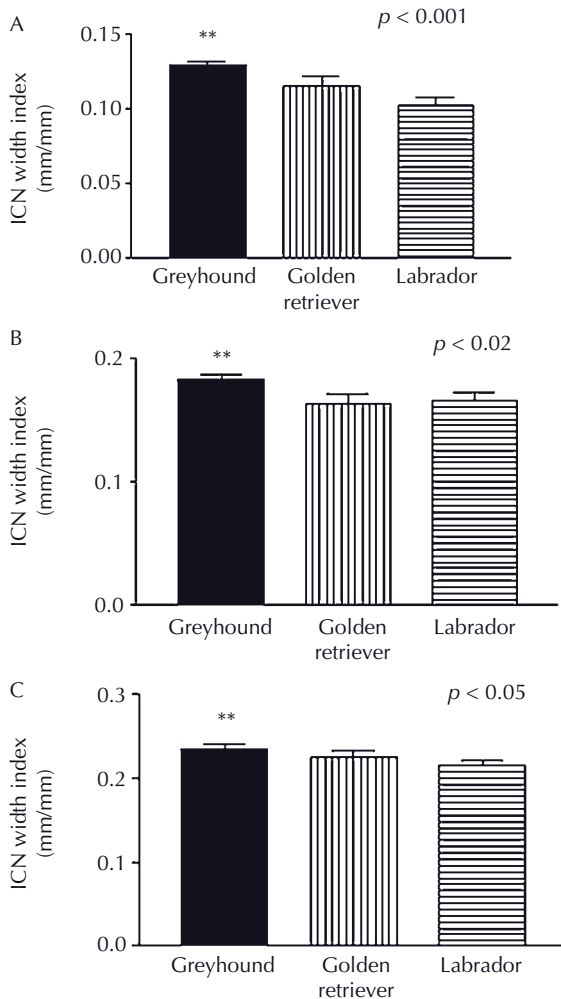 A
p < 0.001
ICN width index
(mm/mm)
0.15
0.10
0.05
0.00
**
Greyhound
Golden
retriever
Labrador
B
p < 0.02
ICN width index
(mm/mm)
0.2
0.1
0.0
**
Greyhound
Golden
retriever
Labrador
C
p < 0.05
ICN width index
(mm/mm)
0.3
0.2
0.1
0.0
**
Greyhound
Golden
retriever
Labrador